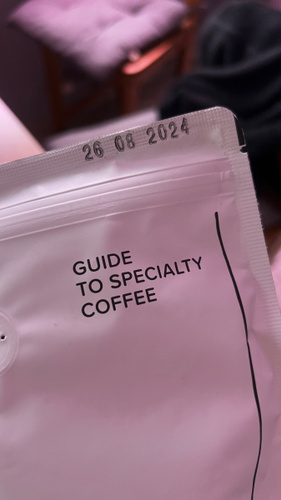 26 08 2024
GUIDE
TO SPECIALTY
COFFEE